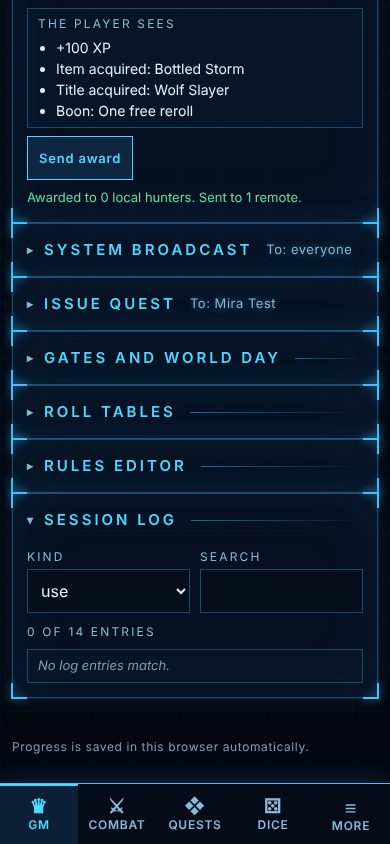 THE PLAYER SEES
• +100 XP
• Item acquired: Bottled Storm
• Title acquired: Wolf Slayer
• Boon: One free reroll
Send award
Awarded to 0 local hunters. Sent to 1 remote.
▸ SYSTEM BROADCAST To: everyone
▸ ISSUE QUEST To: Mira Test
▸ GATES AND WORLD DAY
▸ ROLL TABLES
▸ RULES EDITOR
▾ SESSION LOG
KIND SEARCH
use
0 OF 14 ENTRIES
No log entries match.
Progress is saved in this browser automatically.
GM COMBAT QUESTS DICE MORE